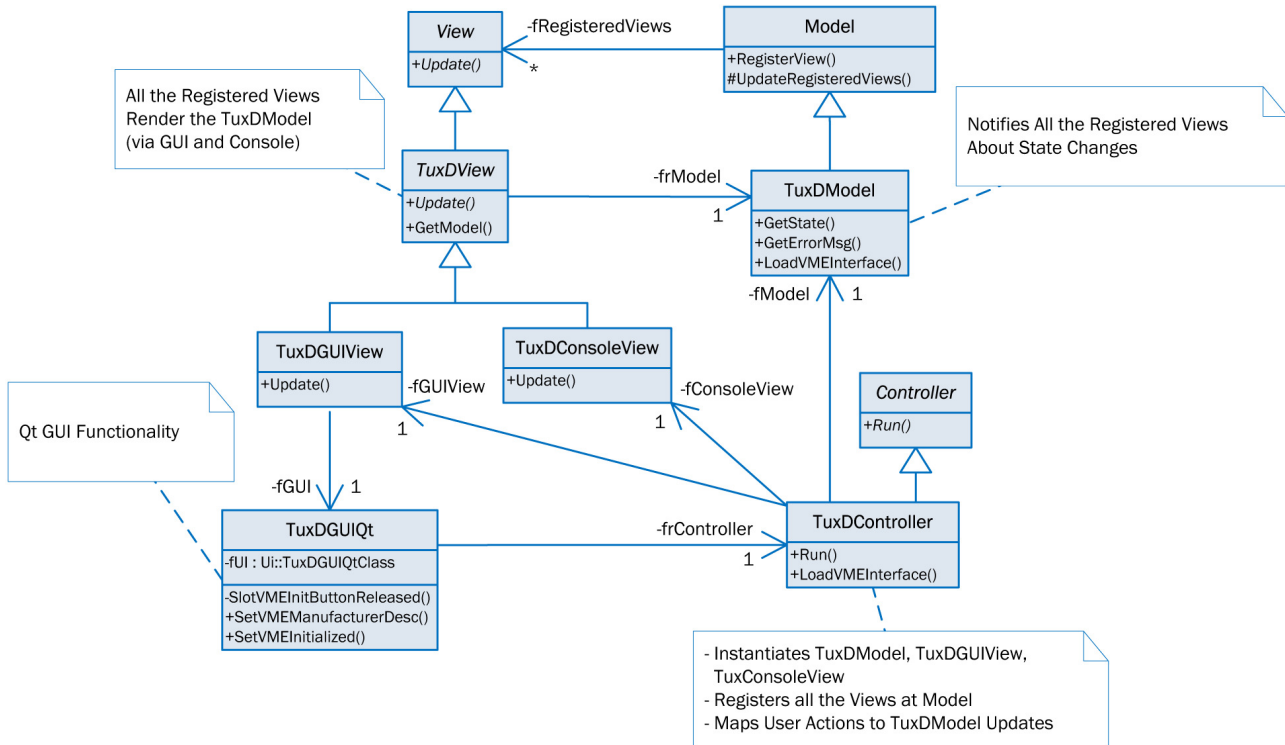 View
+Update()
-fRegisteredViews
*
Model
+RegisterView()
#UpdateRegisteredViews()
All the Registered Views
Render the TuxDModel
(via GUI and Console)
Notifies All the Registered Views
About State Changes
TuxDView
+Update()
+GetModel()
-frModel
1
TuxDModel
+GetState()
+GetErrorMsg()
+LoadVMEInterface()
-fModel
1
TuxDGUIView
+Update()
-fGUIView
1
TuxDConsoleView
+Update()
-fConsoleView
1
Controller
+Run()
Qt GUI Functionality
-fGUI
1
TuxDGUIQt
-fUI : Ui::TuxDGUIQtClass
-SlotVMEInitButtonReleased()
+SetVMEManufacturerDesc()
+SetVMEInitialized()
-frController
1
TuxDController
+Run()
+LoadVMEInterface()
- Instantiates TuxDModel, TuxDGUIView,
TuxConsoleView
- Registers all the Views at Model
- Maps User Actions to TuxDModel Updates